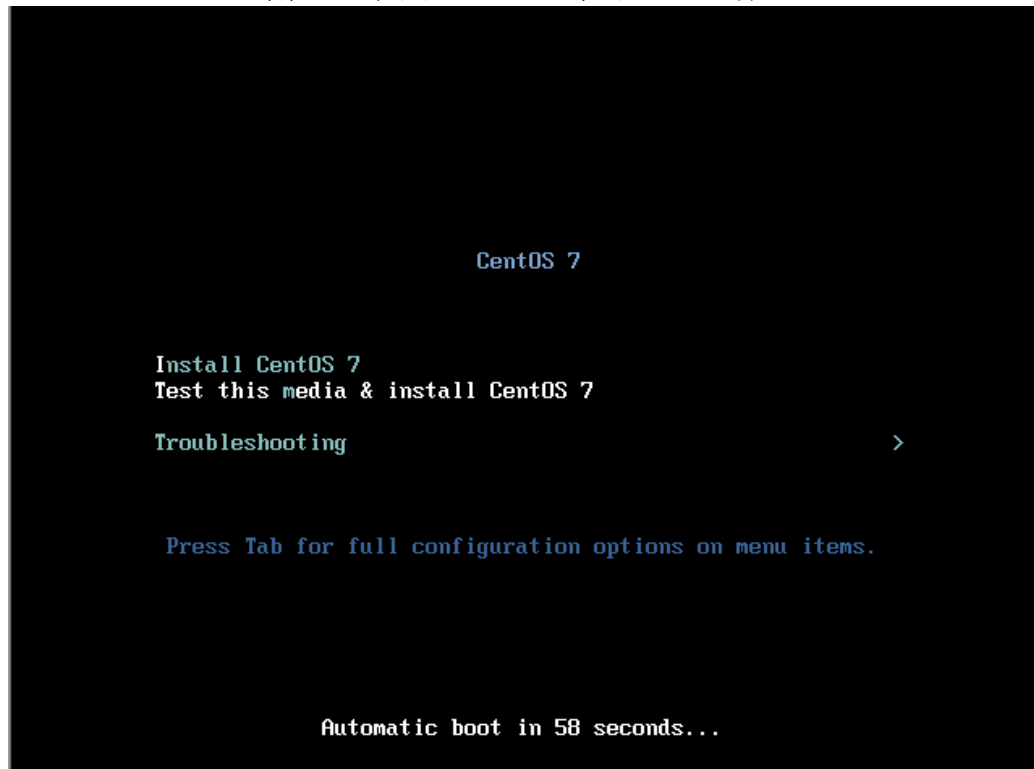 CentOS 7
Install CentOS 7
Test this media & install CentOS 7
Troubleshooting >
Press Tab for full configuration options on menu items.
Automatic boot in 58 seconds...